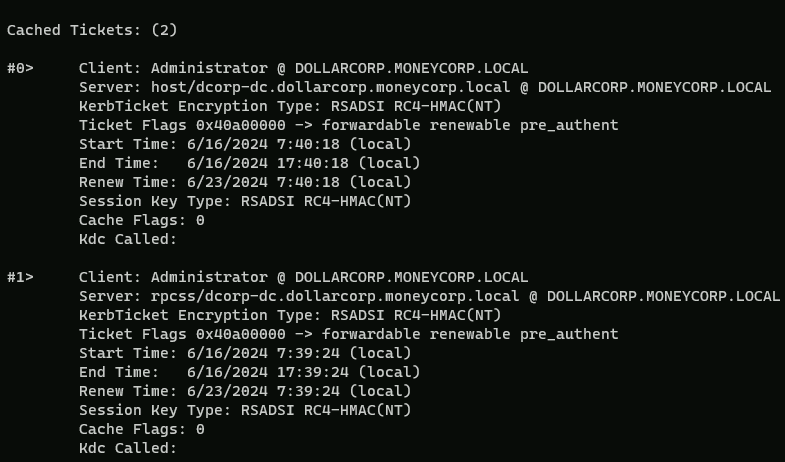 Cached Tickets: (2)
#0> Client: Administrator @ DOLLARCORP.MONEYCORP.LOCAL
Server: host/dcorp-dc.dollarcorp.moneycorp.local @ DOLLARCORP.MONEYCORP.LOCAL
KerbTicket Encryption Type: RSADSI RC4-HMAC(NT)
Ticket Flags 0x40a00000 -> forwardable renewable pre_authent
Start Time: 6/16/2024 7:40:18 (local)
End Time:   6/16/2024 17:40:18 (local)
Renew Time: 6/23/2024 7:40:18 (local)
Session Key Type: RSADSI RC4-HMAC(NT)
Cache Flags: 0
Kdc Called:
#1> Client: Administrator @ DOLLARCORP.MONEYCORP.LOCAL
Server: rpcss/dcorp-dc.dollarcorp.moneycorp.local @ DOLLARCORP.MONEYCORP.LOCAL
KerbTicket Encryption Type: RSADSI RC4-HMAC(NT)
Ticket Flags 0x40a00000 -> forwardable renewable pre_authent
Start Time: 6/16/2024 7:39:24 (local)
End Time:   6/16/2024 17:39:24 (local)
Renew Time: 6/23/2024 7:39:24 (local)
Session Key Type: RSADSI RC4-HMAC(NT)
Cache Flags: 0
Kdc Called: